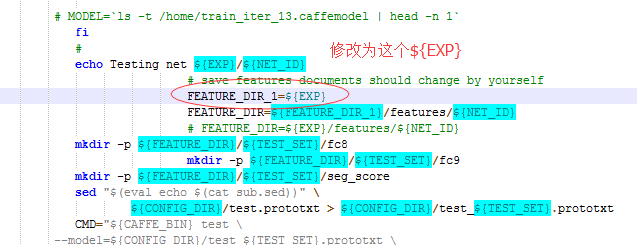 # MODEL=`ls -t /home/train_iter_13.caffemodel | head -n 1`
fi
#
修改为这个${EXP}
echo Testing net ${EXP}/${NET_ID}
# save features documents should change by yourself
FEATURE_DIR_1=${EXP}
FEATURE_DIR=${FEATURE_DIR_1}/features/${NET_ID}
# FEATURE_DIR=${EXP}/features/${NET_ID}
mkdir -p ${FEATURE_DIR}/${TEST_SET}/fc8
mkdir -p ${FEATURE_DIR}/${TEST_SET}/fc9
mkdir -p ${FEATURE_DIR}/${TEST_SET}/seg_score
sed "$(eval echo $(cat sub.sed))" \
${CONFIG_DIR}/test.prototxt > ${CONFIG_DIR}/test_${TEST_SET}.prototxt
CMD="${CAFFE_BIN} test \
--model=${CONFIG_DIR}/test_${TEST_SET}.prototxt \